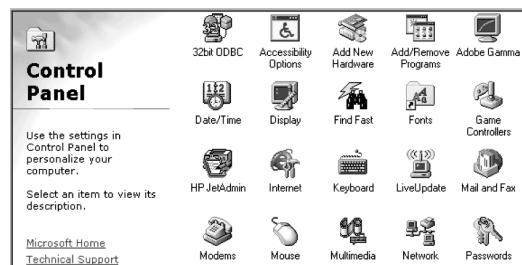 Control
Panel
Use the settings in
Control Panel to
personalize your
computer.
Select an item to view its
description.
Microsoft Home
Technical Support
32bit ODBC
Accessibility
Options
Add New
Hardware
Add/Remove
Programs
Adobe Gamma
Date/Time
Display
Find Fast
Fonts
Game
Controllers
HP JetAdmin
Internet
Keyboard
LiveUpdate
Mail and Fax
Modems
Mouse
Multimedia
Network
Passwords